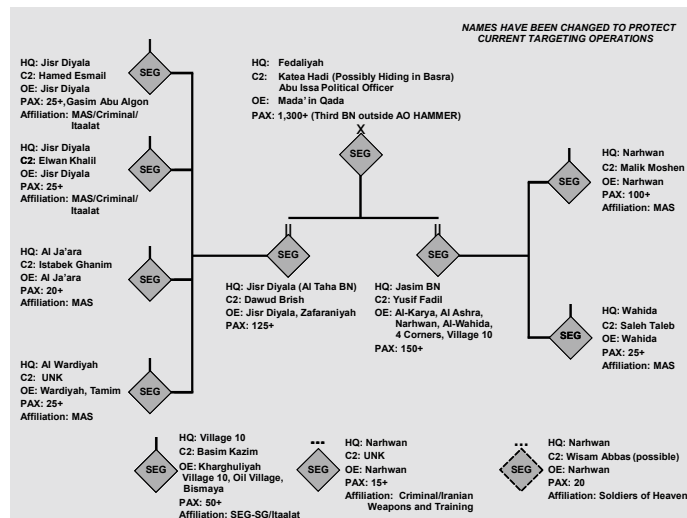 NAMES HAVE BEEN CHANGED TO PROTECT
CURRENT TARGETING OPERATIONS
HQ: Jisr Diyala
C2: Hamed Esmail
OE: Jisr Diyala
PAX: 25+,Gasim Abu Algon
Affiliation: MAS/Criminal/
Itaalat
SEG
HQ: Fedaliyah
C2: Katea Hadi (Possibly Hiding in Basra)
Abu Issa Political Officer
OE: Mada' in Qada
PAX: 1,300+ (Third BN outside AO HAMMER)
X
SEG
HQ: Jisr Diyala
C2: Elwan Khalil
OE: Jisr Diyala
PAX: 25+
Affiliation: MAS/Criminal/
Itaalat
SEG
HQ: Narhwan
C2: Malik Moshen
OE: Narhwan
PAX: 100+
Affiliation: MAS
SEG
HQ: Al Ja'ara
C2: Istabek Ghanim
OE: Al Ja'ara
PAX: 20+
Affiliation: MAS
SEG
SEG
HQ: Jisr Diyala (Al Taha BN)
C2: Dawud Brish
OE: Jisr Diyala, Zafaraniyah
PAX: 125+
SEG
HQ: Jasim BN
C2: Yusif Fadil
OE: Al-Karya, Al Ashra,
Narhwan, Al-Wahida,
4 Corners, Village 10
PAX: 150+
HQ: Wahida
C2: Saleh Taleb
OE: Wahida
PAX: 25+
Affiliation: MAS
SEG
HQ: Al Wardiyah
C2: UNK
OE: Wardiyah, Tamim
PAX: 25+
Affiliation: MAS
SEG
HQ: Village 10
C2: Basim Kazim
OE: Kharghuliyah
Village 10, Oil Village,
Bismaya
PAX: 50+
Affiliation: SEG-SG/Itaalat
SEG
HQ: Narhwan
C2: UNK
OE: Narhwan
PAX: 15+
Affiliation: Criminal/Iranian
Weapons and Training
SEG
HQ: Narhwan
C2: Wisam Abbas (possible)
OE: Narhwan
PAX: 20
Affiliation: Soldiers of Heaven
SEG